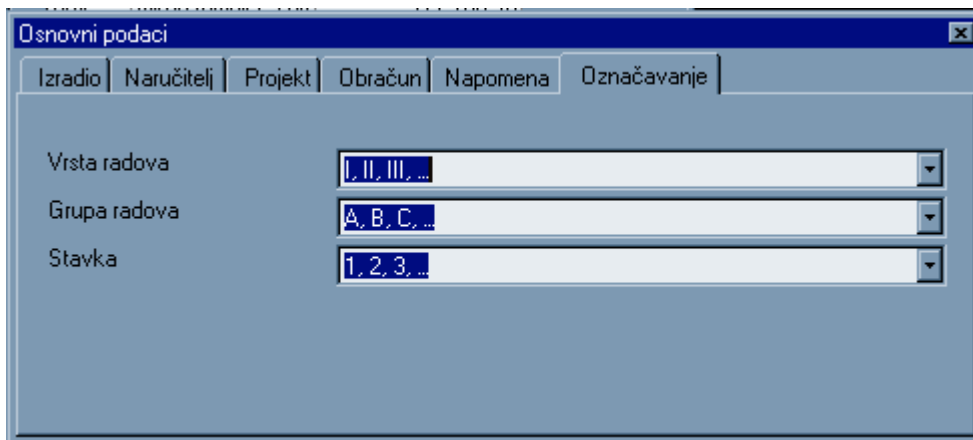 Osnovni podaci
Izradio Naručitelj Projekt Obračun Napomena Označavanje
Vrsta radova I, II, III, ...
Grupa radova A, B, C, ...
Stavka 1, 2, 3, ...